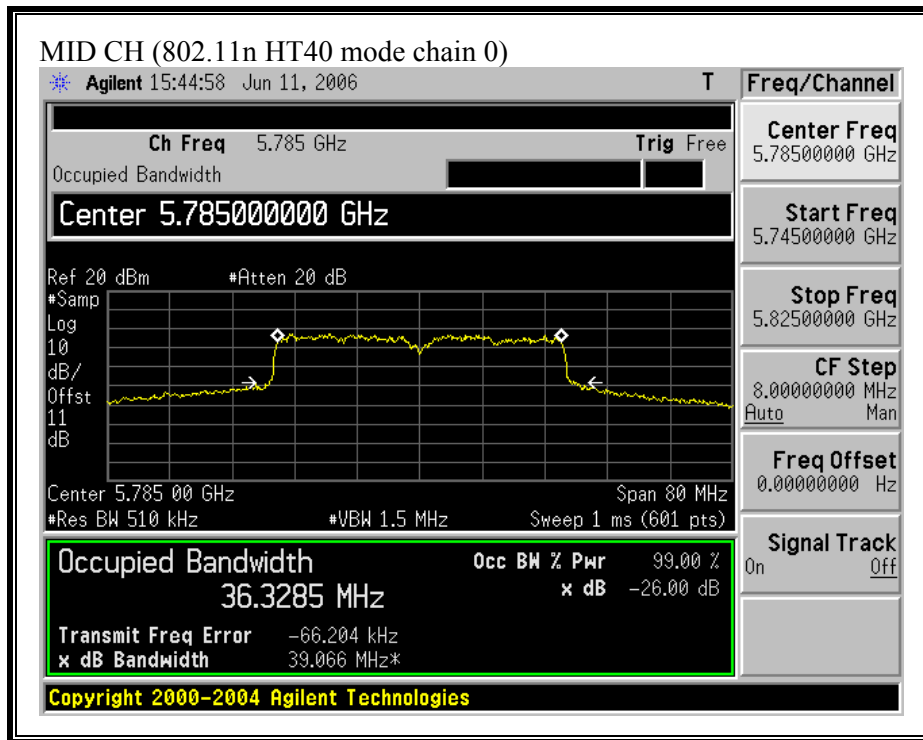 MID CH (802.11n HT40 mode chain 0)
Agilent 15:44:58 Jun 11, 2006 T
Freq/Channel
Ch Freq 5.785 GHz Trig Free
Occupied Bandwidth
Center 5.785000000 GHz
Center Freq
5.78500000 GHz
Start Freq
5.74500000 GHz
Stop Freq
5.82500000 GHz
CF Step
8.00000000 MHz
Auto Man
Freq Offset
0.00000000 Hz
Signal Track
On Off
Ref 20 dBm #Atten 20 dB
#Samp
Log
10
dB/
Offst
11
dB
Center 5.785 00 GHz Span 80 MHz
#Res BW 510 kHz #VBW 1.5 MHz Sweep 1 ms (601 pts)
Occupied Bandwidth
36.3285 MHz
Occ BW % Pwr 99.00 %
x dB -26.00 dB
Transmit Freq Error -66.204 kHz
x dB Bandwidth 39.066 MHz*
Copyright 2000-2004 Agilent Technologies